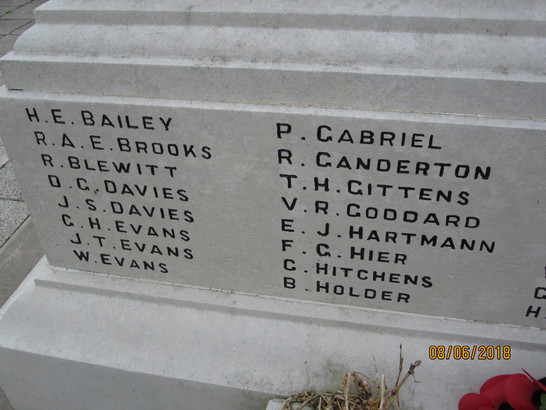 H. E. BAILEY
R. A. E. BROOKS
R. BLEWITT
D. G. DAVIES
J. S. DAVIES
G. H. EVANS
J. T. EVANS
W. EVANS
P. GABRIEL
R. GANDERTON
T. H. GITTENS
V. R. GODDARD
E. J. HARTMANN
F. G. HIER
G. HITCHENS
B. HOLDER
08/06/2018